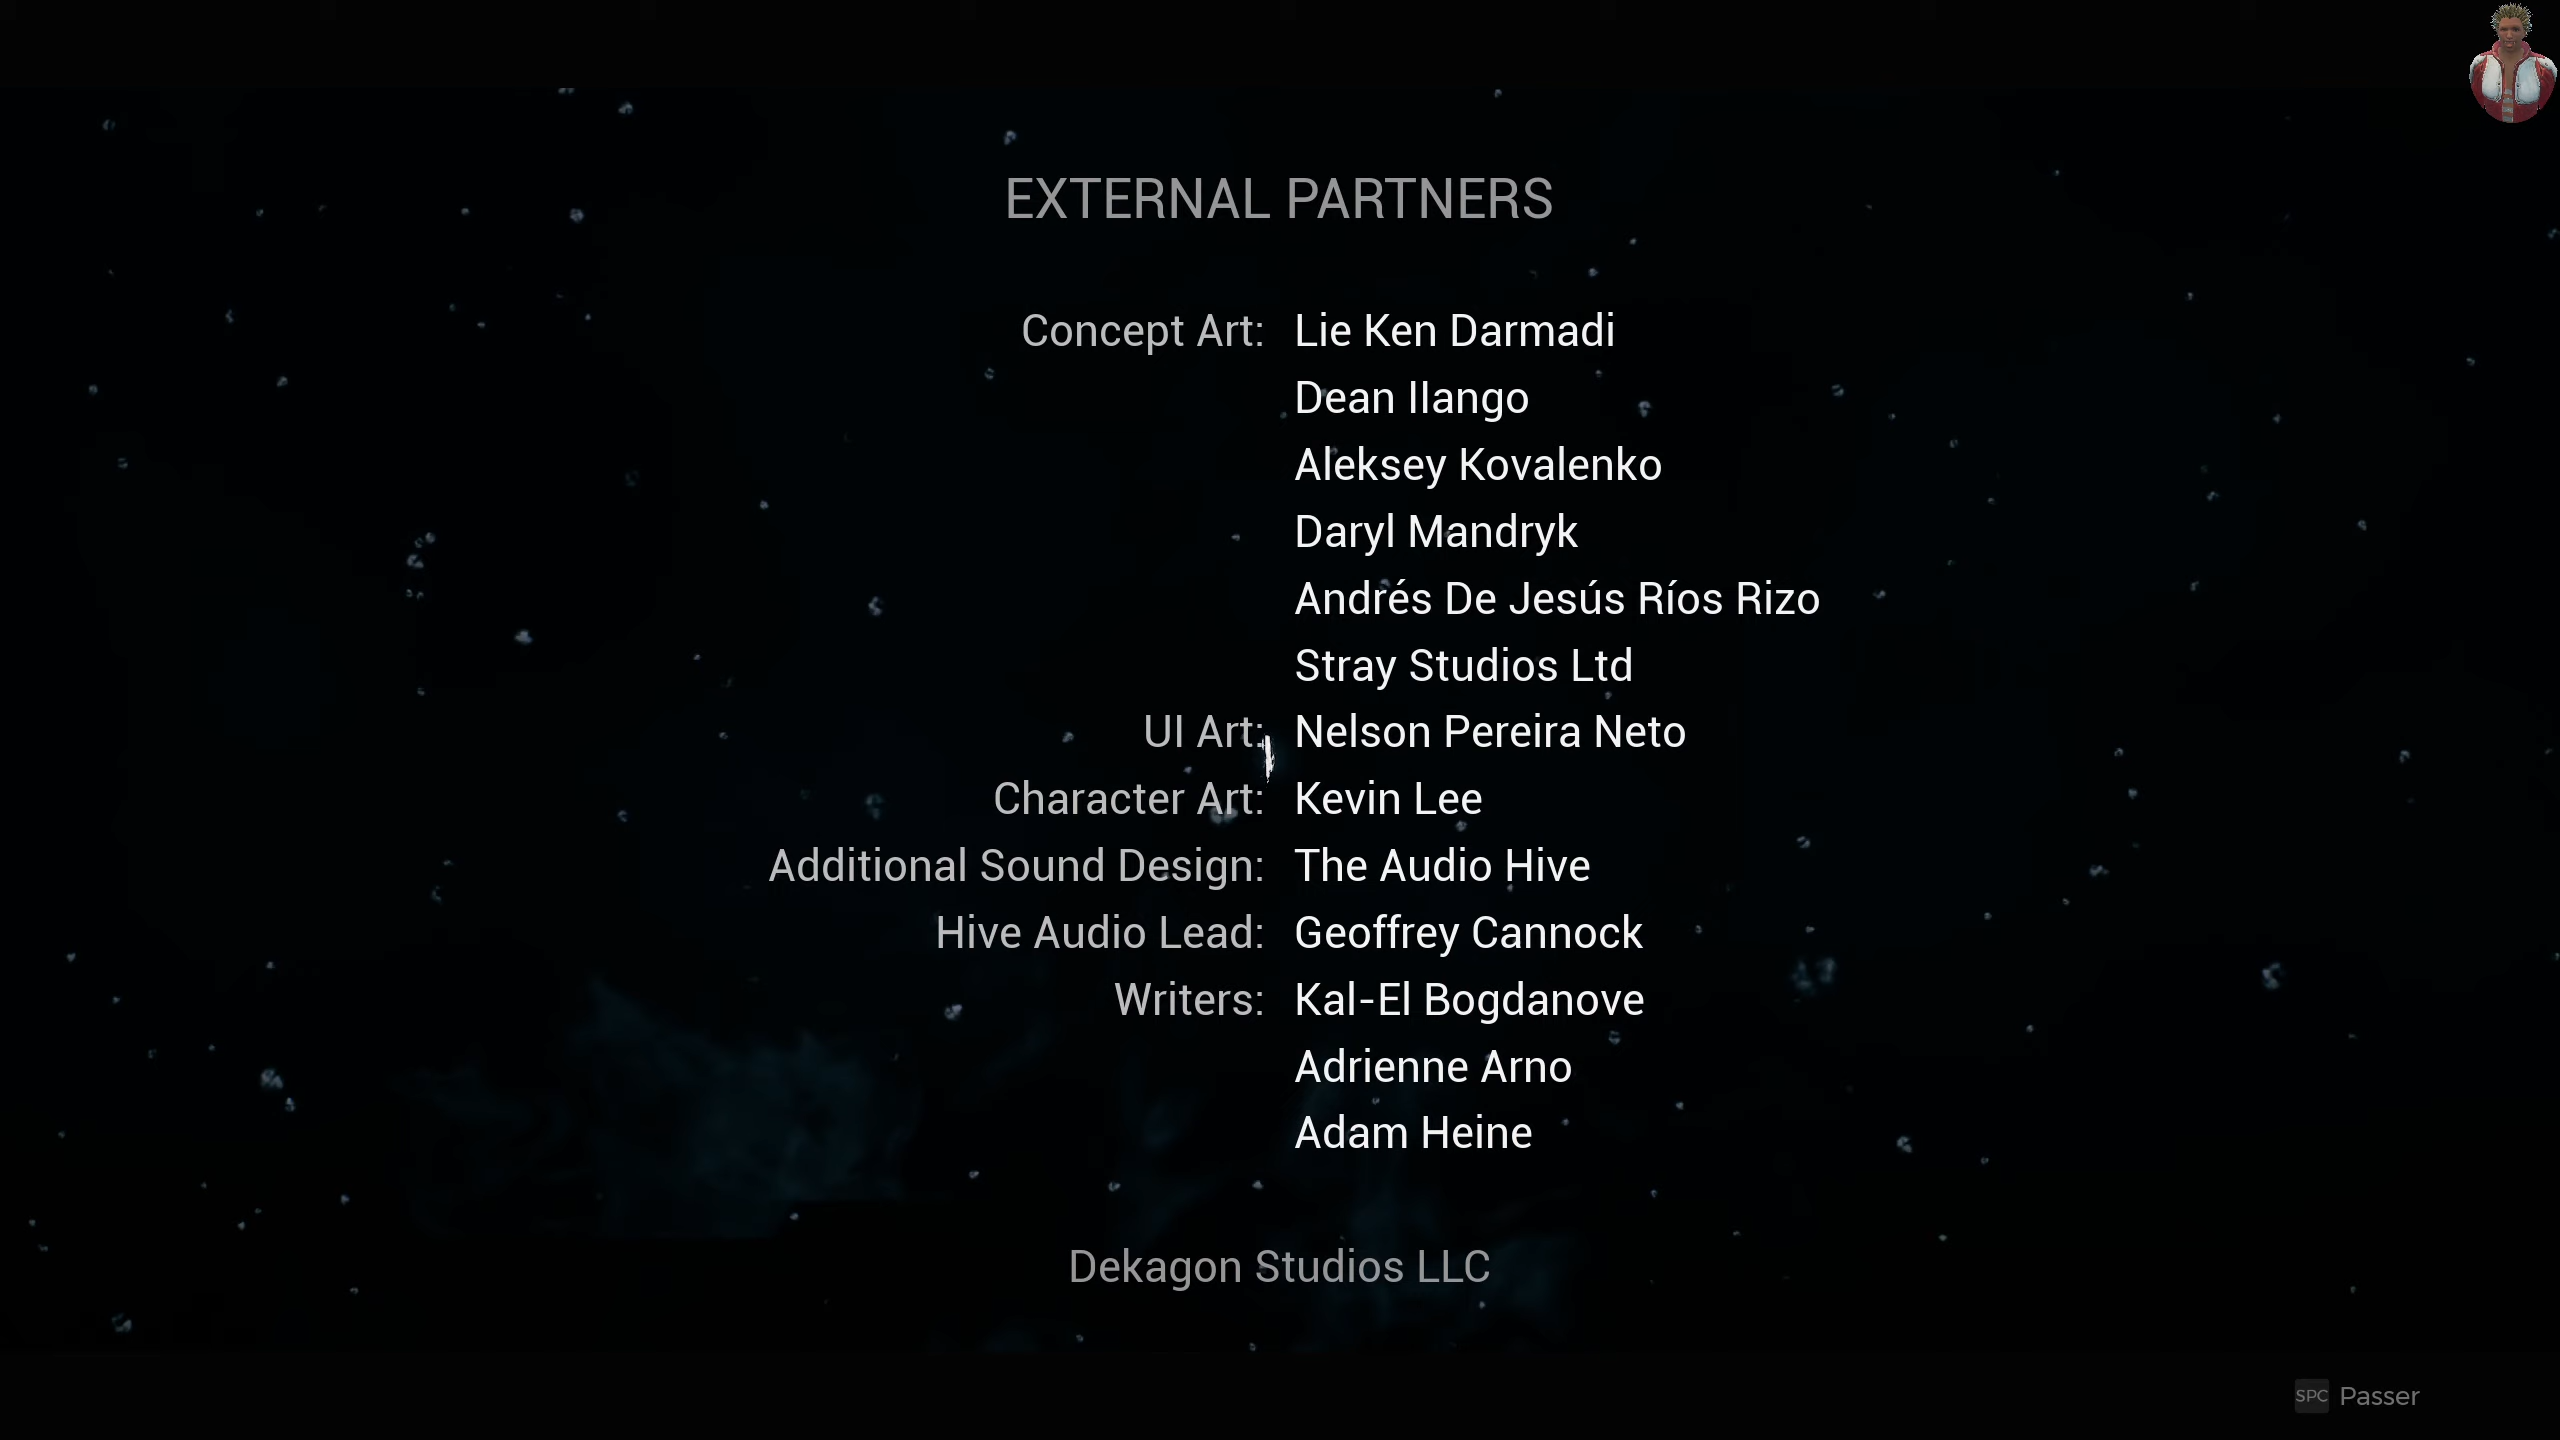 EXTERNAL PARTNERS
Concept Art: Lie Ken Darmadi
Dean Ilango
Aleksey Kovalenko
Daryl Mandryk
Andrés De Jesús Ríos Rizo
Stray Studios Ltd
UI Art: Nelson Pereira Neto
Character Art: Kevin Lee
Additional Sound Design: The Audio Hive
Hive Audio Lead: Geoffrey Cannock
Writers: Kal-El Bogdanove
Adrienne Arno
Adam Heine
Dekagon Studios LLC
SPC Passer